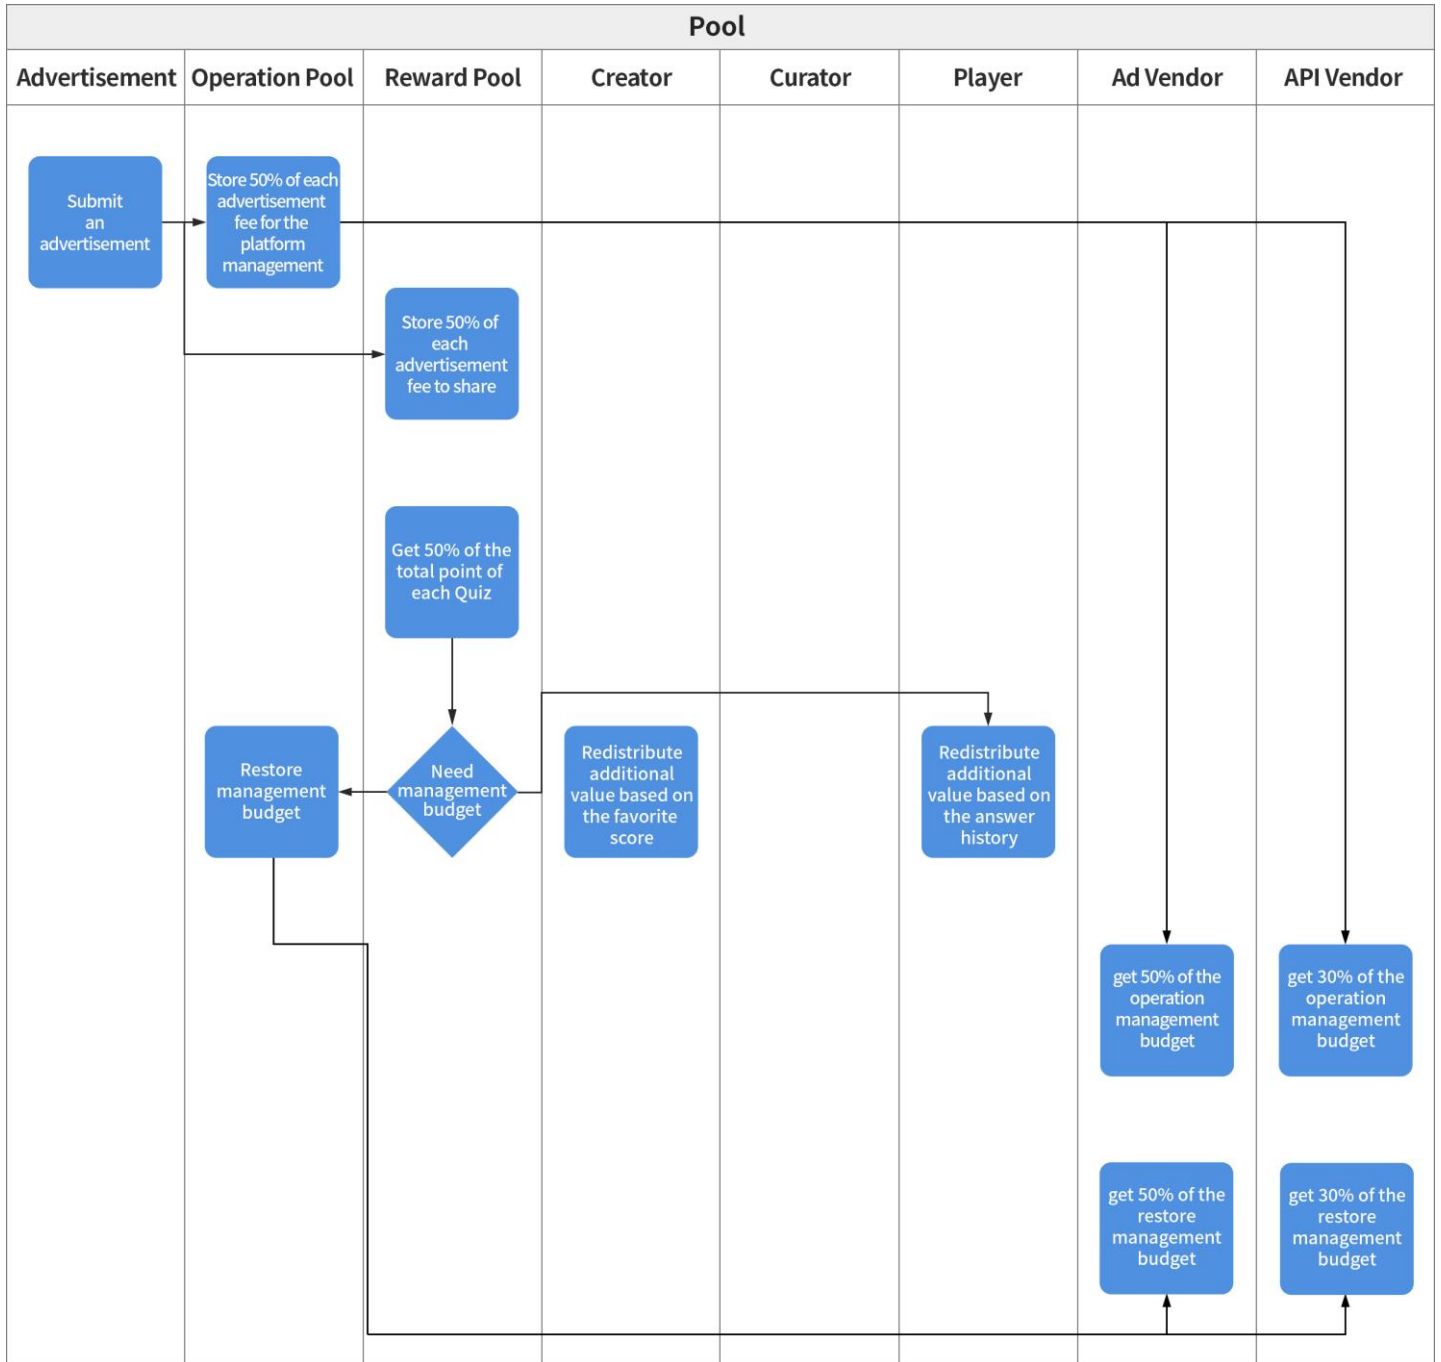 Pool
Advertisement
Operation Pool
Reward Pool
Creator
Curator
Player
Ad Vendor
API Vendor
Submit
an
advertisement
Store 50% of each
advertisement
fee for the
platform
management
Store 50% of
each
advertisement
fee to share
Get 50% of the
total point of
each Quiz
Restore
management
budget
Need
management
budget
Redistribute
additional
value based on
the favorite
score
Redistribute
additional
value based on
the answer
history
get 50% of the
operation
management
budget
get 30% of the
operation
management
budget
get 50% of the
restore
management
budget
get 30% of the
restore
management
budget